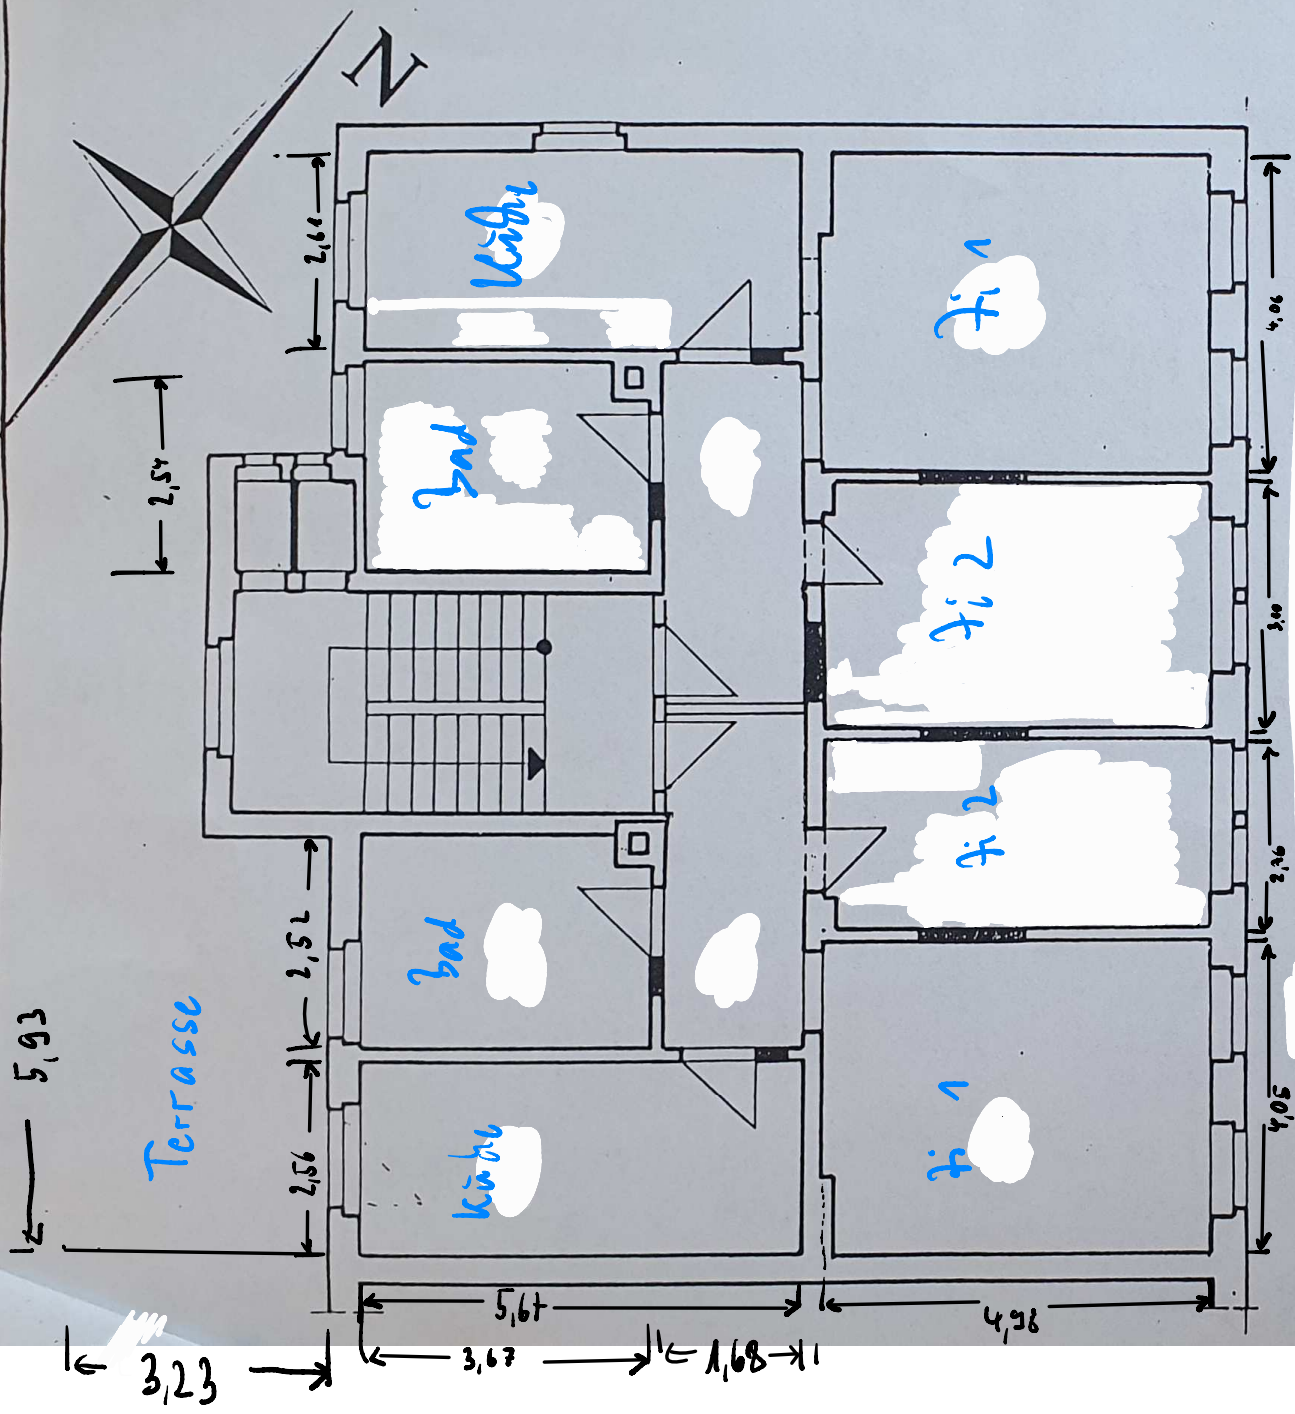 N
Küche
Zi 1
2,61
4,06
bad
2,54
Zi 2
3,00
Zi 2
2,76
bad
2,52
5,93
Terrasse
Küche
2,56
Zi 1
4,05
5,67
4,98
3,67
1,68
3,23